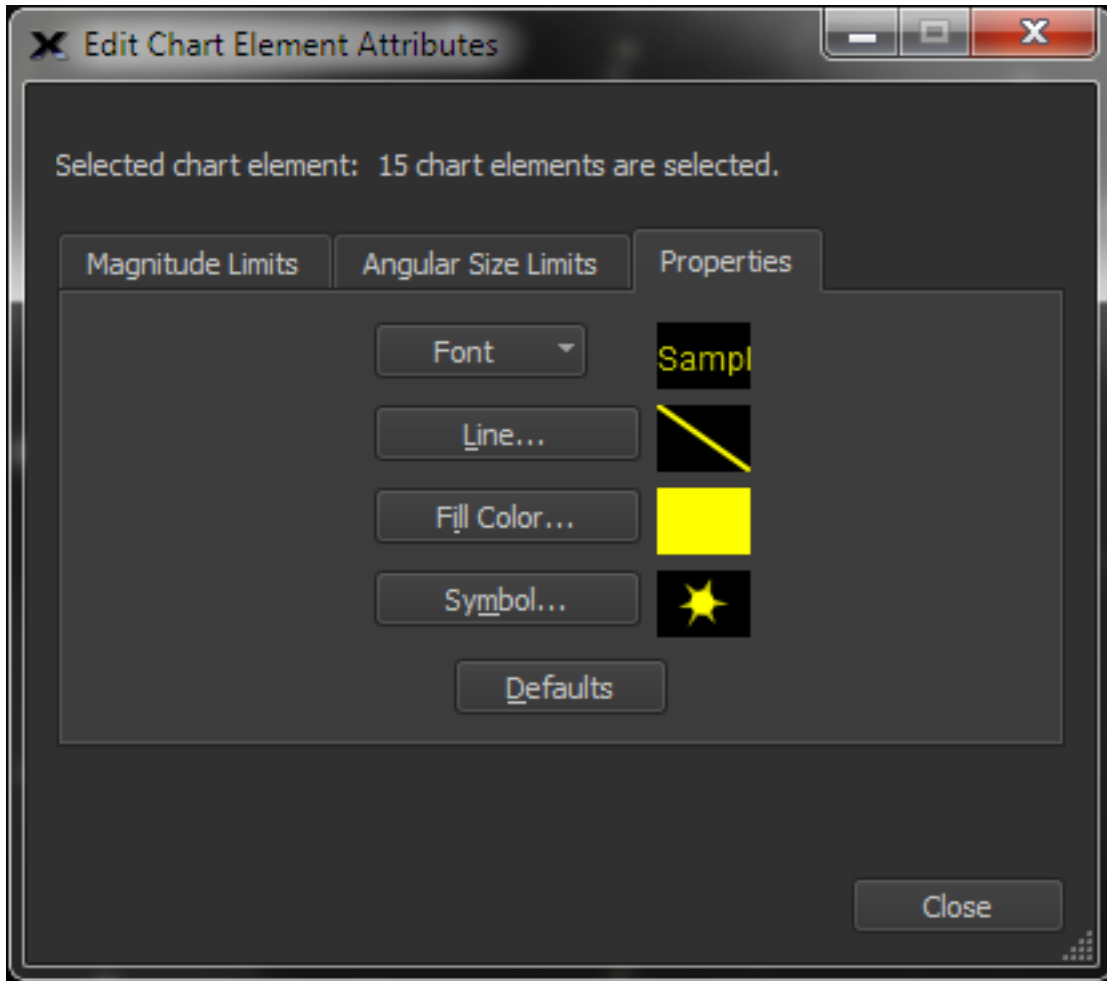 Edit Chart Element Attributes
Selected chart element: 15 chart elements are selected.
Magnitude Limits Angular Size Limits Properties
Font Sampl
Line...
Fill Color...
Symbol...
Defaults
Close